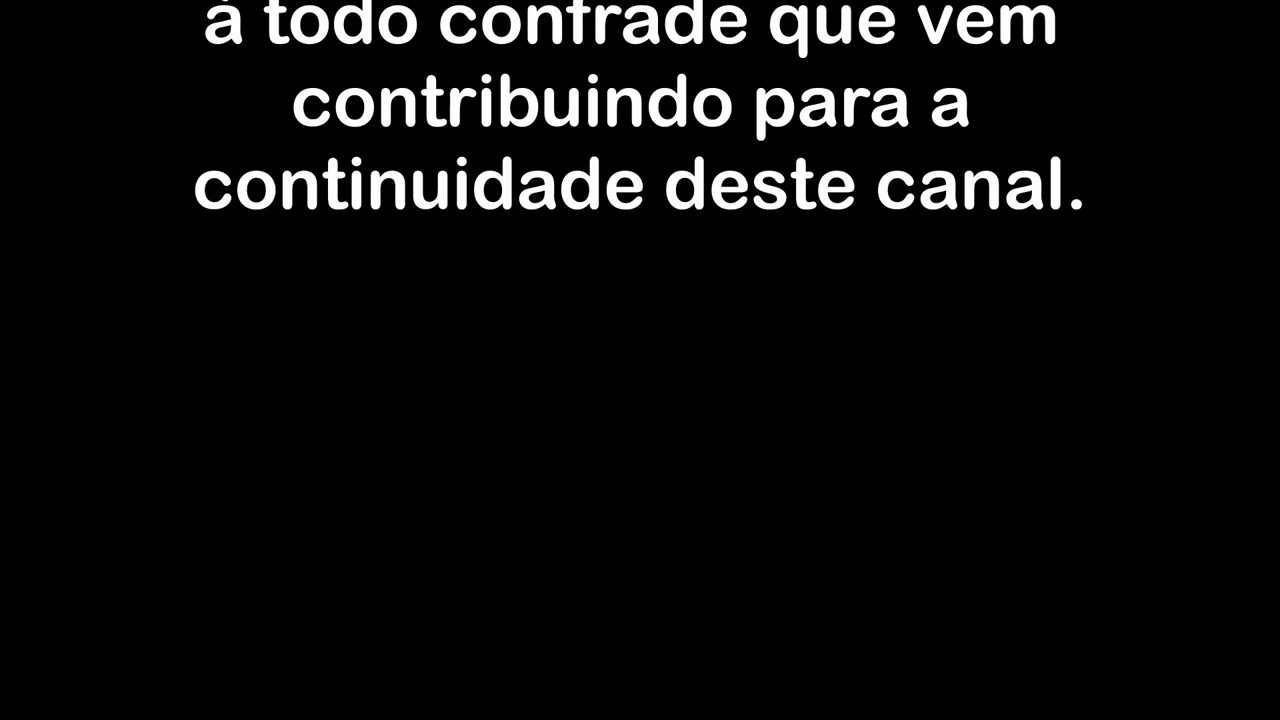 à todo confrade que vem
contribuindo para a
continuidade deste canal.